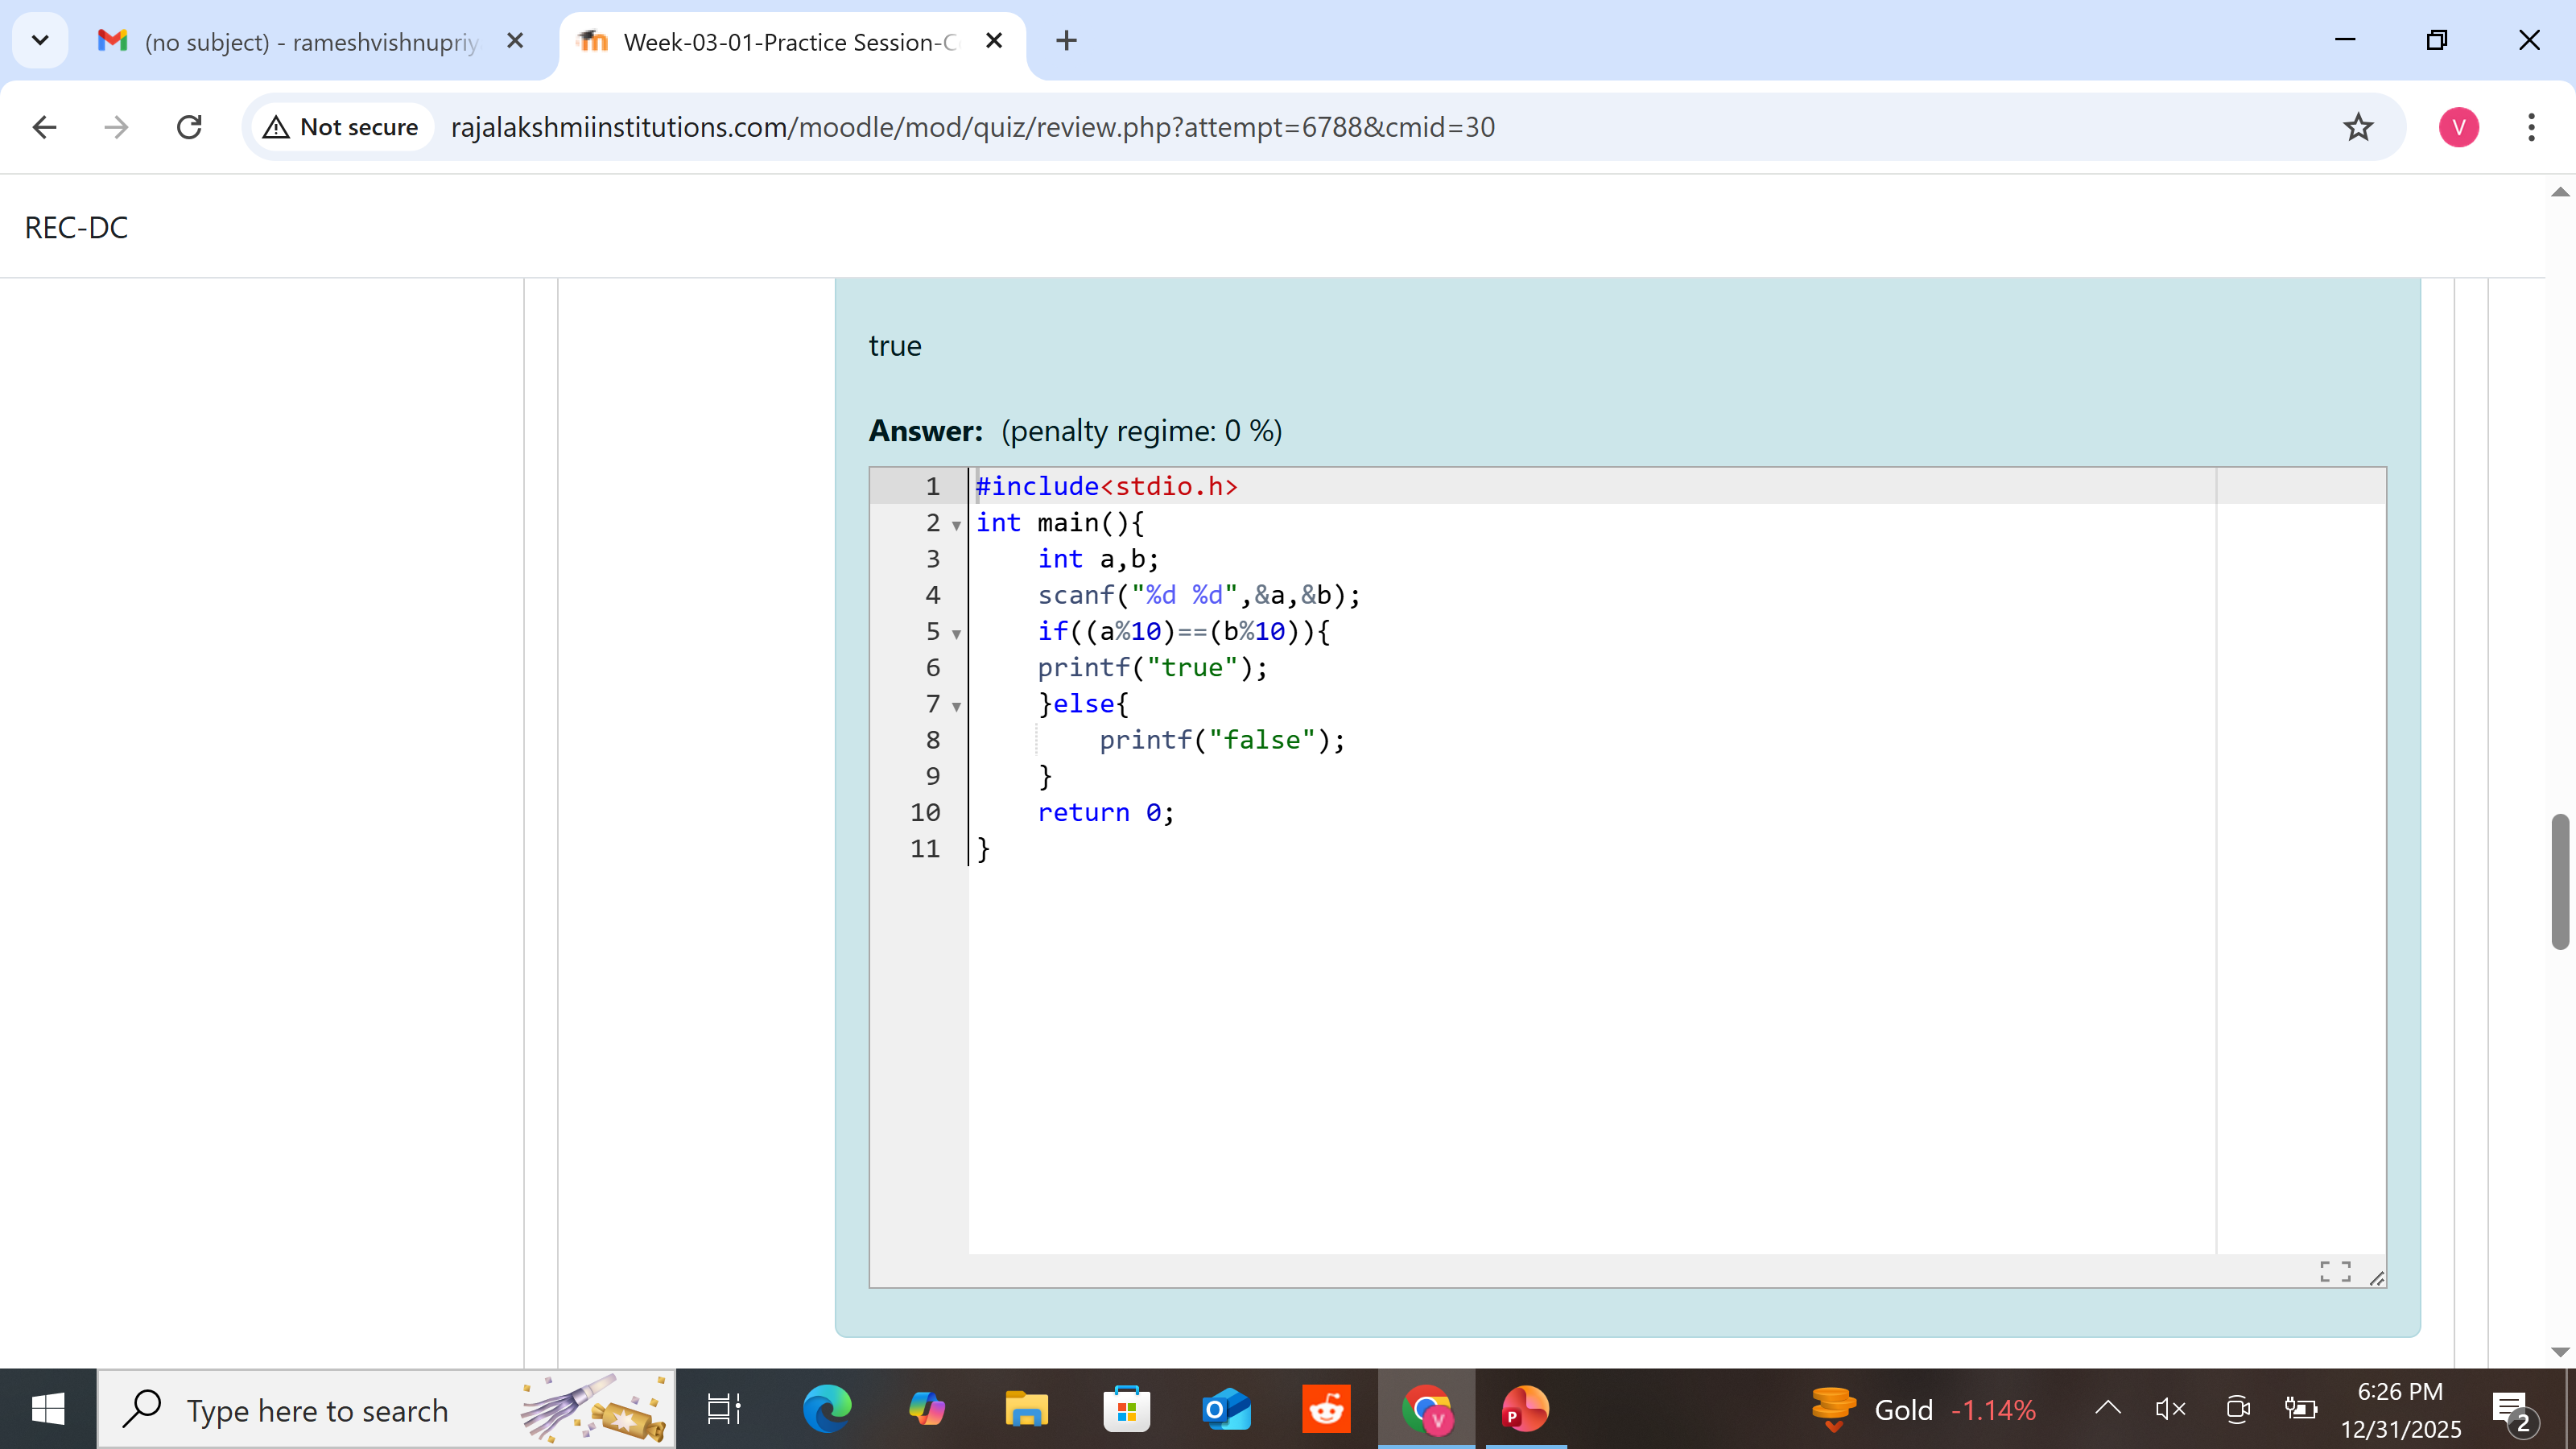 (no subject) - rameshvishnupriy
Week-03-01-Practice Session-C
Not secure
rajalakshmiinstitutions.com/moodle/mod/quiz/review.php?attempt=6788&cmid=30
V
REC-DC
true
Answer: (penalty regime: 0 %)
1 #include<stdio.h>
2 int main(){
3 int a,b;
4 scanf("%d %d",&a,&b);
5 if((a%10)==(b%10)){
6 printf("true");
7 }else{
8 printf("false");
9 }
10 return 0;
11 }
Type here to search
Gold -1.14%
6:26 PM
12/31/2025
2